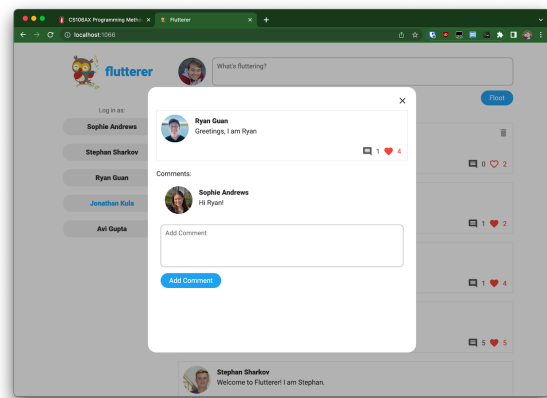 CS106AX Programming Metho
Flutterer
localhost:1066
flutterer
What's fluttering?
Floot
Log in as:
Sophie Andrews
Stephan Sharkov
Ryan Guan
Jonathan Kula
Avi Gupta
Ryan Guan
Greetings, I am Ryan
1 4
Comments:
Sophie Andrews
Hi Ryan!
Add Comment
Add Comment
0 2
1 2
1 4
5 5
Stephan Sharkov
Welcome to Flutterer! I am Stephan.